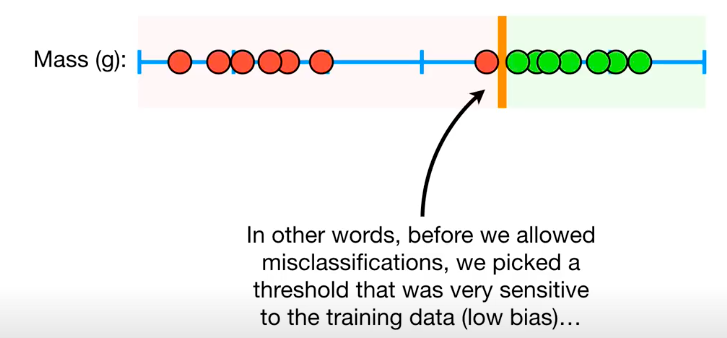 Mass (g):
In other words, before we allowed
misclassifications, we picked a
threshold that was very sensitive
to the training data (low bias)…